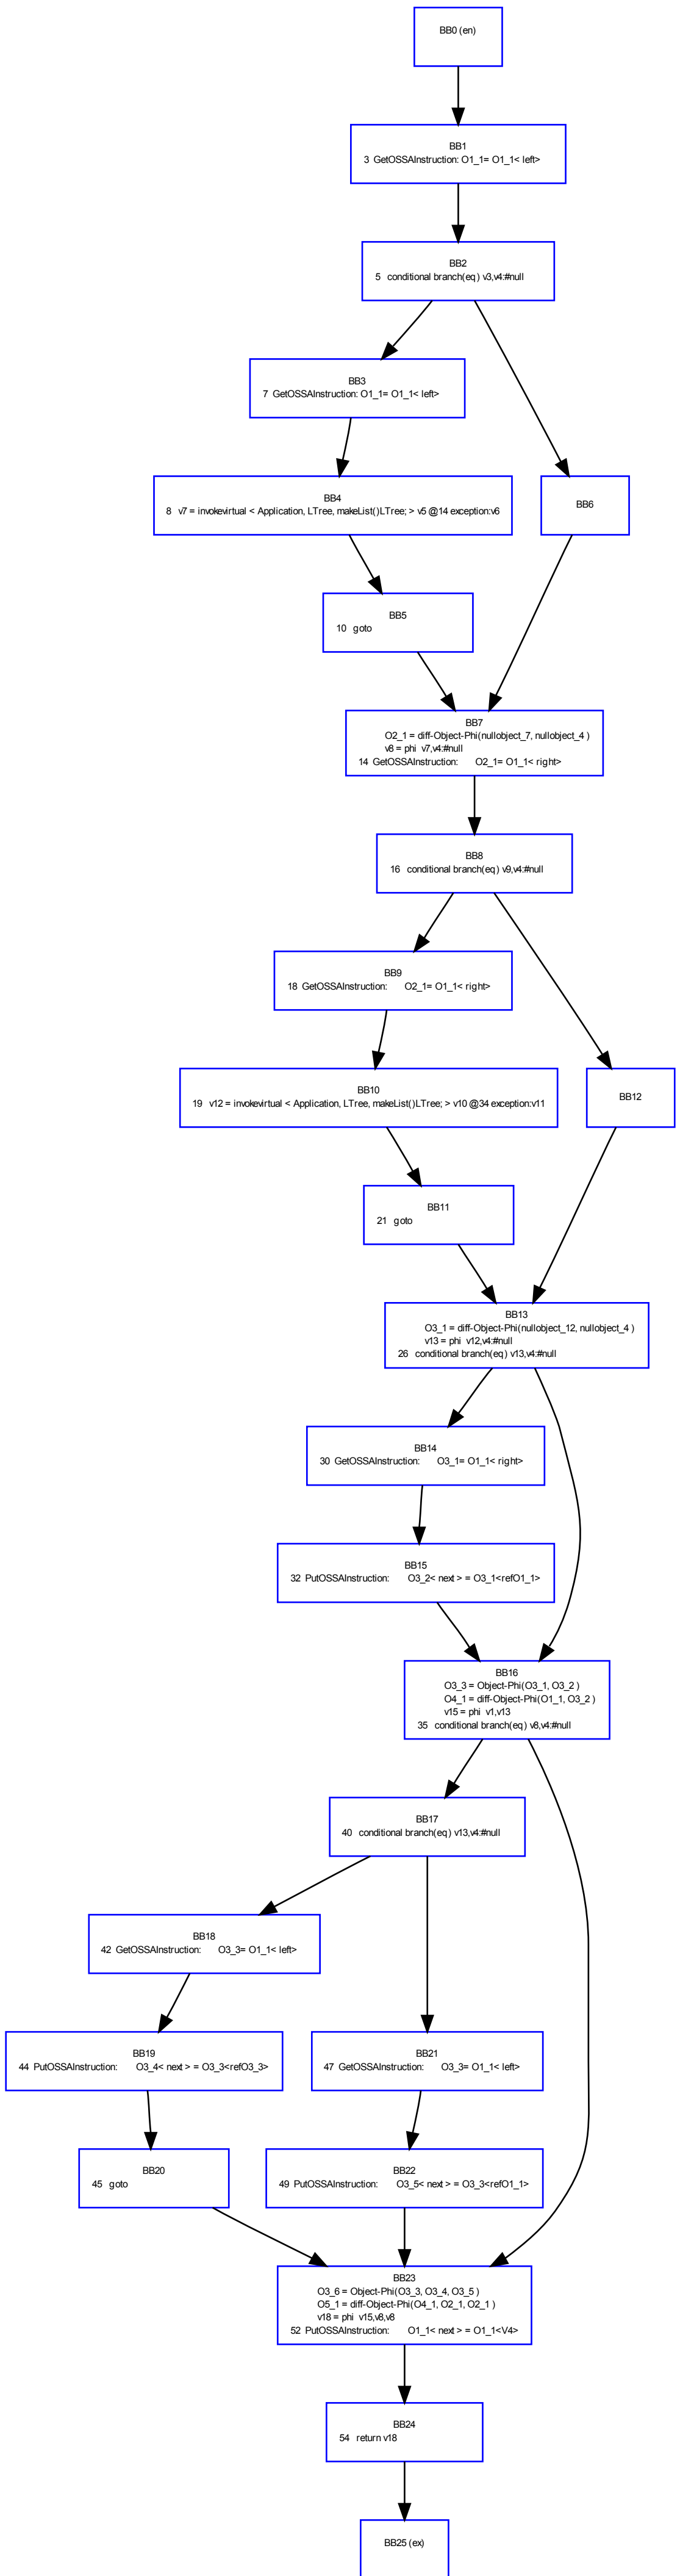 BB0 (en)
BB1
3 GetOSSAInstruction: O1_1= O1_1< left>
BB2
5 conditional branch(eq) v3,v4:#null
BB3
7 GetOSSAInstruction: O1_1= O1_1< left>
BB4
8 v7 = invokevirtual < Application, LTree, makeList()LTree; > v5 @14 exception:v6
BB6
BB5
10 goto
BB7
O2_1 = diff-Object-Phi(nullobject_7, nullobject_4 )
v8 = phi v7,v4:#null
14 GetOSSAInstruction: O2_1= O1_1< right>
BB8
16 conditional branch(eq) v9,v4:#null
BB9
18 GetOSSAInstruction: O2_1= O1_1< right>
BB10
19 v12 = invokevirtual < Application, LTree, makeList()LTree; > v10 @34 exception:v11
BB12
BB11
21 goto
BB13
O3_1 = diff-Object-Phi(nullobject_12, nullobject_4 )
v13 = phi v12,v4:#null
26 conditional branch(eq) v13,v4:#null
BB14
30 GetOSSAInstruction: O3_1= O1_1< right>
BB15
32 PutOSSAInstruction: O3_2< next > = O3_1<refO1_1>
BB16
O3_3 = Object-Phi(O3_1, O3_2 )
O4_1 = diff-Object-Phi(O1_1, O3_2 )
v15 = phi v1,v13
35 conditional branch(eq) v8,v4:#null
BB17
40 conditional branch(eq) v13,v4:#null
BB18
42 GetOSSAInstruction: O3_3= O1_1< left>
BB19
44 PutOSSAInstruction: O3_4< next > = O3_3<refO3_3>
BB21
47 GetOSSAInstruction: O3_3= O1_1< left>
BB20
45 goto
BB22
49 PutOSSAInstruction: O3_5< next > = O3_3<refO1_1>
BB23
O3_6 = Object-Phi(O3_3, O3_4, O3_5 )
O5_1 = diff-Object-Phi(O4_1, O2_1, O2_1 )
v18 = phi v15,v8,v8
52 PutOSSAInstruction: O1_1< next > = O1_1<V4>
BB24
54 return v18
BB25 (ex)